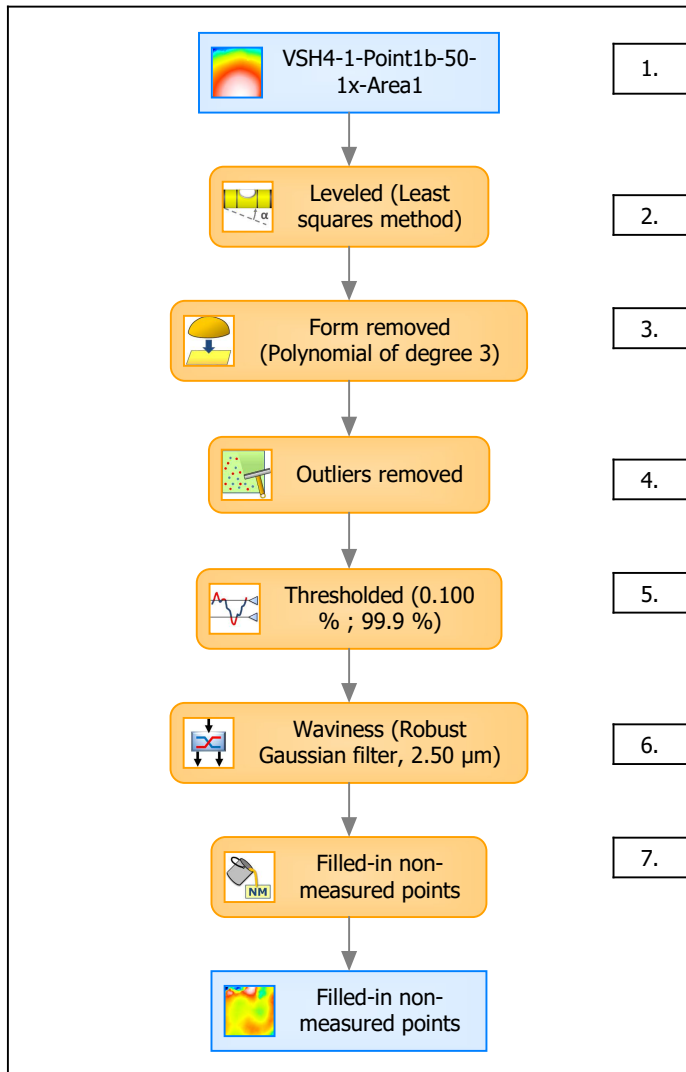 VSH4-1-Point1b-50-
1x-Area1
1.
α
Leveled (Least
squares method)
2.
Form removed
(Polynomial of degree 3)
3.
Outliers removed
4.
Thresholded (0.100
% ; 99.9 %)
5.
Waviness (Robust
Gaussian filter, 2.50 µm)
6.
NM
Filled-in non-
measured points
7.
Filled-in non-
measured points